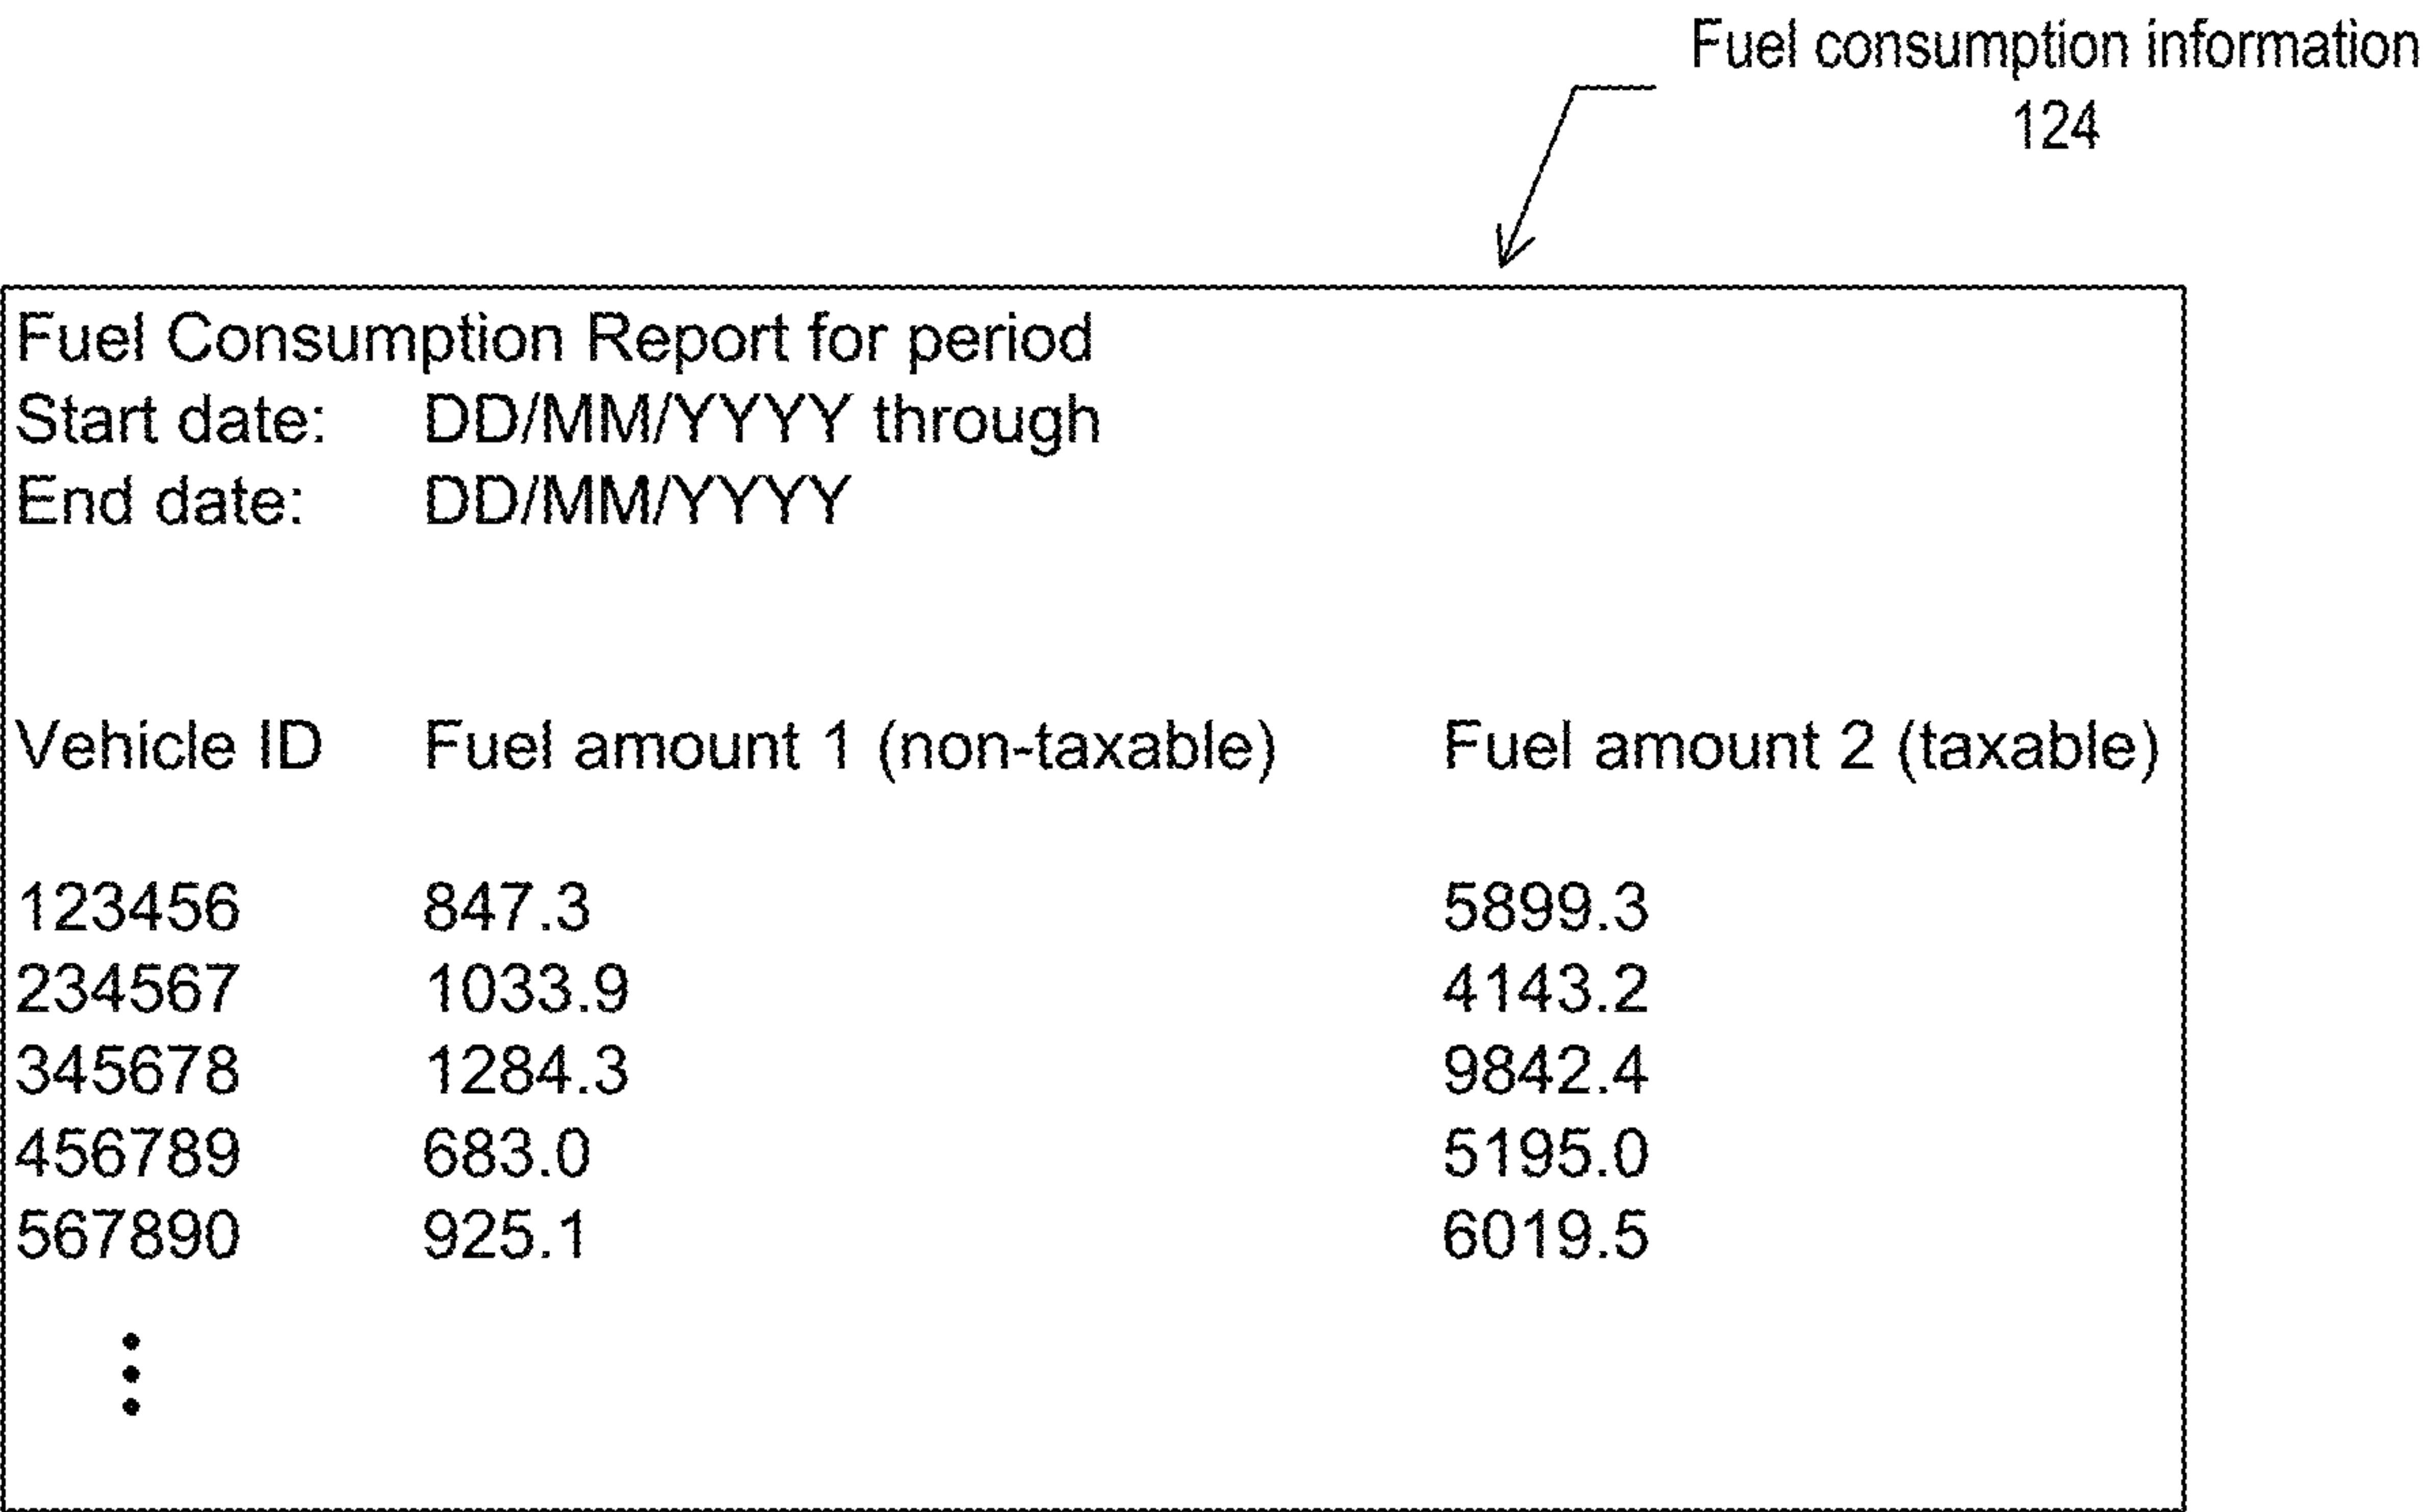 Fuel consumption information
124
Fuel Consumption Report for period
Start date: DD/MM/YYYY through
End date: DD/MM/YYYY
Vehicle ID Fuel amount 1 (non-taxable) Fuel amount 2 (taxable)
123456 847.3 5899.3
234567 1033.9 4143.2
345678 1284.3 9842.4
456789 683.0 5195.0
567890 925.1 6019.5